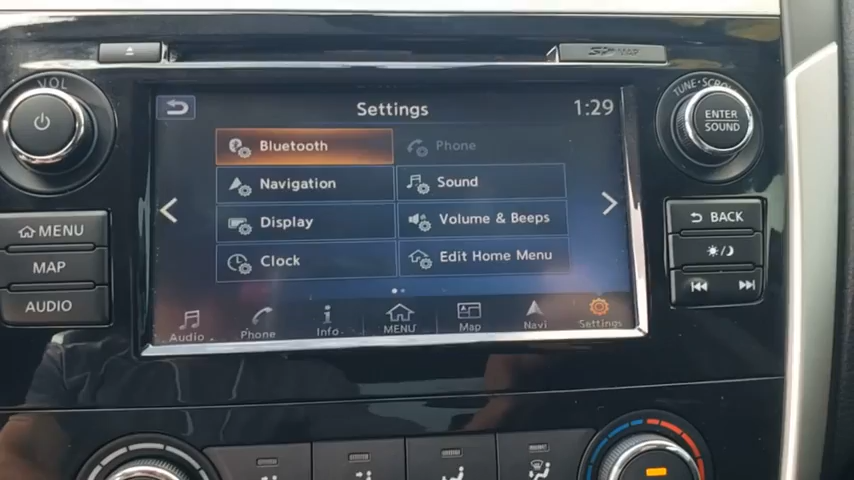 VOL
SD MAP
TUNE·SCROLL
Settings
1:29
ENTER
SOUND
Bluetooth
Phone
Navigation
Sound
Display
Volume & Beeps
Clock
Edit Home Menu
MENU
MAP
AUDIO
BACK
Audio
Phone
Info
MENU
Map
Navi
Settings